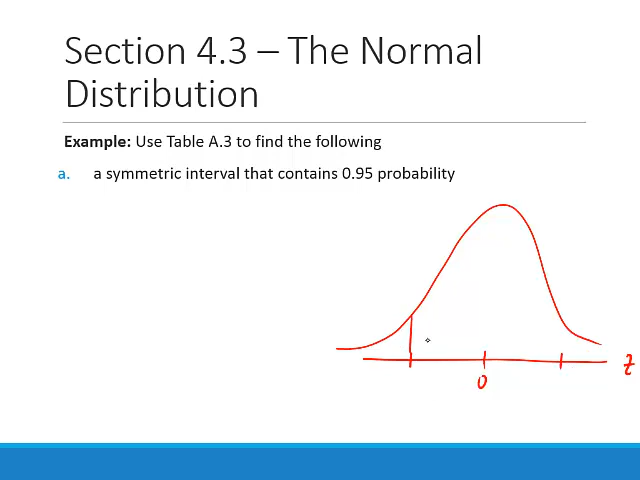 Section 4.3 – The Normal
Distribution
Example: Use Table A.3 to find the following
a. a symmetric interval that contains 0.95 probability
0
z